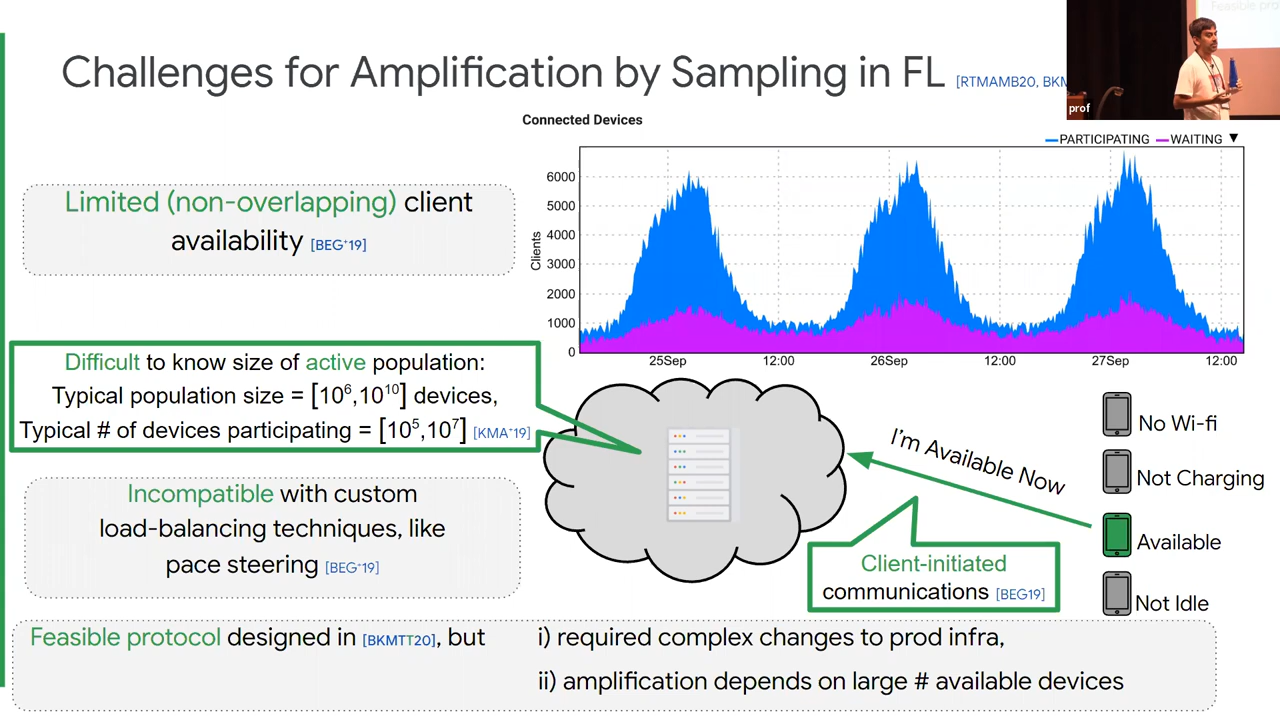 Challenges for Amplification by Sampling in FL [RTMAMB20, BKM
prof
Connected Devices
PARTICIPATING WAITING ▼
Limited (non-overlapping) client
availability [BEG+19]
Clients
6000
5000
4000
3000
2000
1000
0
25Sep 12:00 26Sep 12:00 27Sep 12:00
Difficult to know size of active population:
Typical population size = [10⁶,10¹⁰] devices,
Typical # of devices participating = [10⁵,10⁷] [KMA+19]
Incompatible with custom
load-balancing techniques, like
pace steering [BEG+19]
I'm Available Now
Client-initiated
communications [BEG19]
No Wi-fi
Not Charging
Available
Not Idle
Feasible protocol designed in [BKMTT20], but
i) required complex changes to prod infra,
ii) amplification depends on large # available devices